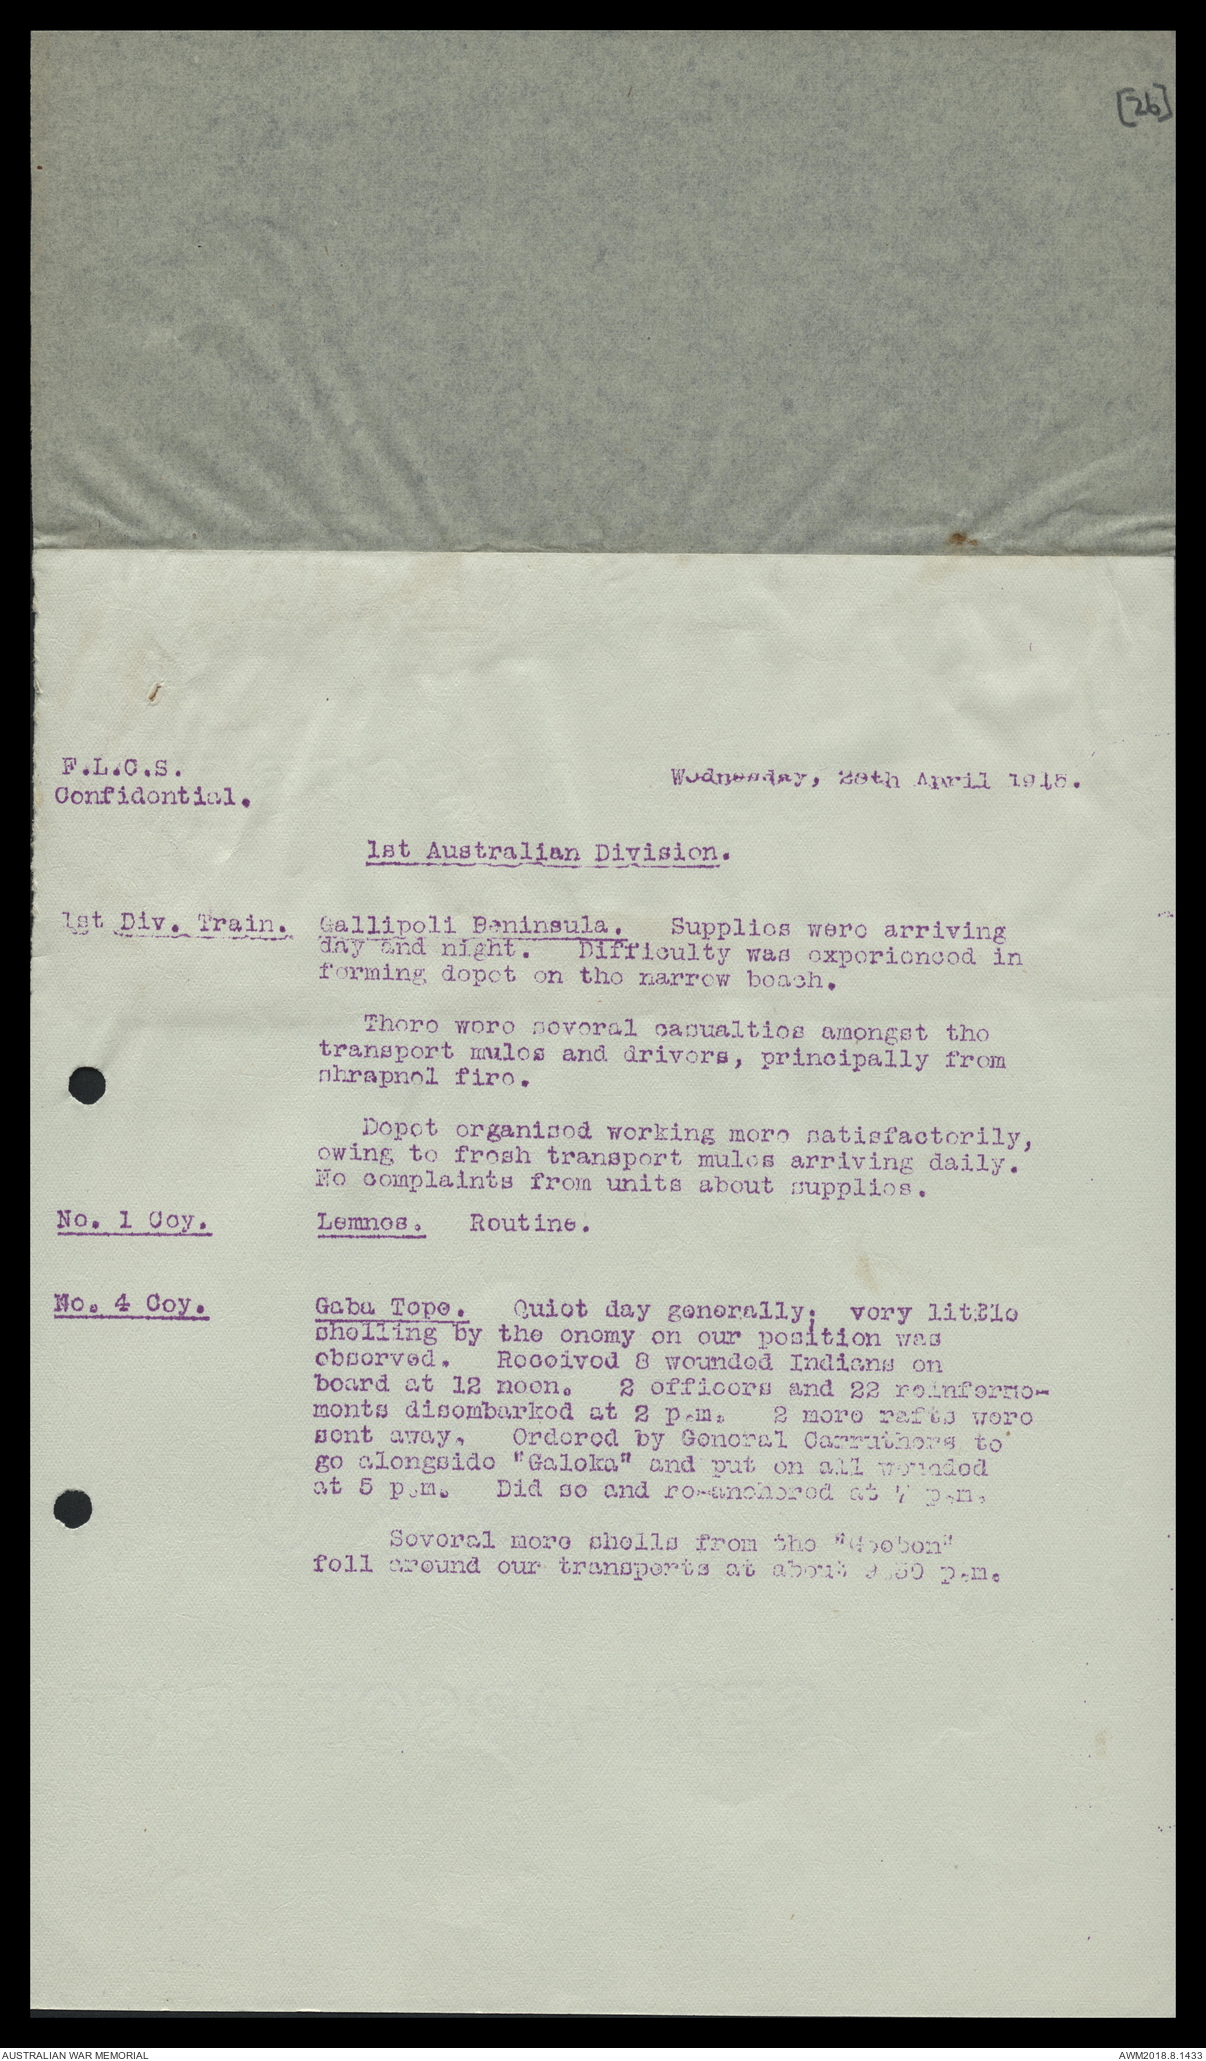 [26]
F.L.C.S.
Confidential.
Wednesday, 28th April 1915.
1st Australian Division.
1st Div. Train. Gallipoli Peninsula. Supplies were arriving
day and night. Difficulty was experienced in
forming depot on the narrow beach.
There were several casualties amongst the
transport mules and drivers, principally from
shrapnel fire.
Depot organised working more satisfactorily,
owing to fresh transport mules arriving daily.
No complaints from units about supplies.
No. 1 Coy. Lemnos. Routine.
No. 4 Coy. Gaba Tepe. Quiet day generally; very little
shelling by the enemy on our position was
observed. Received 8 wounded Indians on
board at 12 noon. 2 officers and 22 reinforce-
ments disembarked at 2 p.m. 2 more rafts were
sent away. Ordered by General Carruthers to
go alongside "Galeka" and put on all wounded
at 5 p.m. Did so and re-anchored at 7 p.m.
Several more shells from the "Goeben"
fell around our transports at about p.m.
AUSTRALIAN WAR MEMORIAL
AWM2018.8.1433